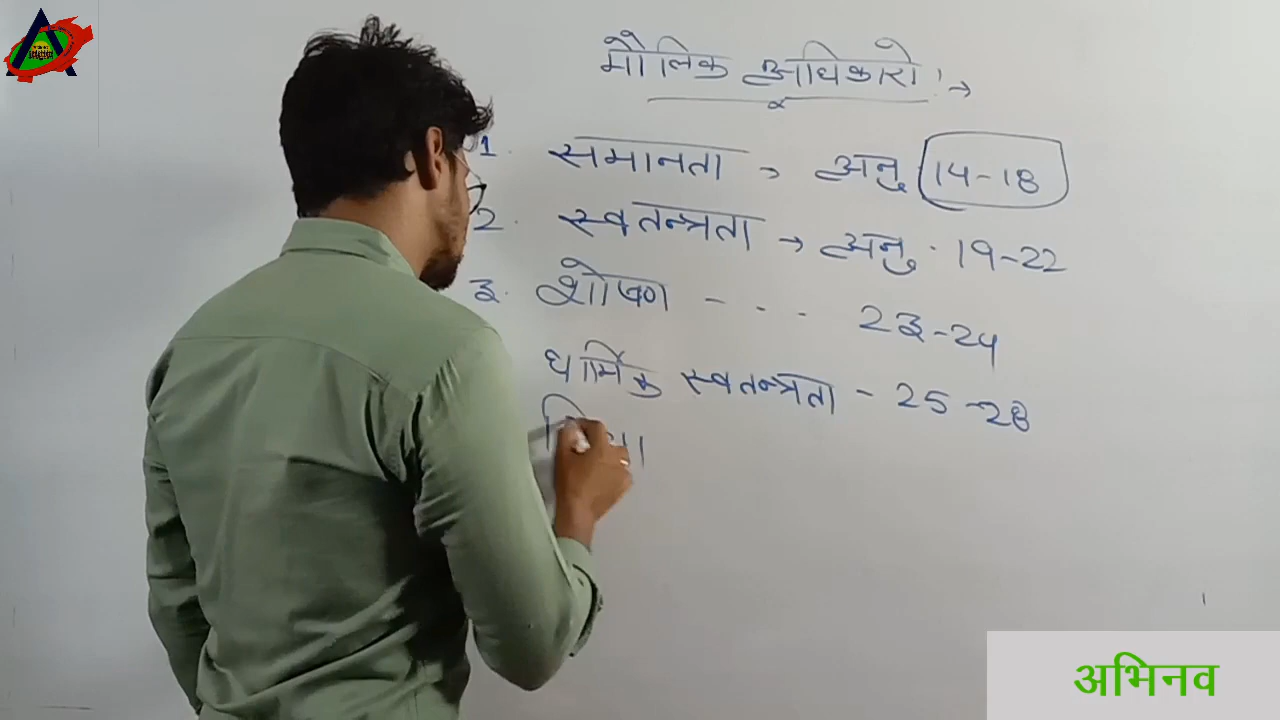 मौलिक अधिकारो :→
1. समानता → अनु. 14-18
2. स्वतन्त्रता → अनु. 19-22
3. शोषण - - - 23-24
धार्मिक स्वतन्त्रता - 25-28
अभिनव